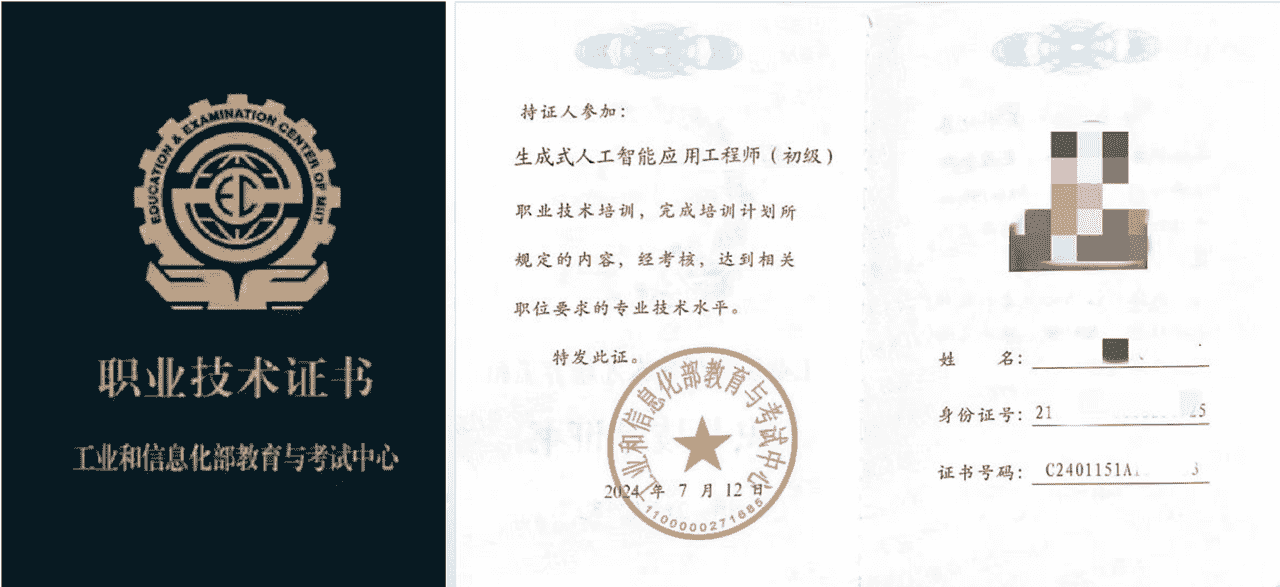 EDUCATION & EXAMINATION CENTER OF MIIT
EC
职业技术证书
工业和信息化部教育与考试中心
持证人参加：
生成式人工智能应用工程师（初级）
职业技术培训，完成培训计划所
规定的内容，经考核，达到相关
职位要求的专业技术水平。
特发此证。
工业和信息化部教育与考试中心
2024 年 7 月 12 日
1100000271685
姓 名：
身份证号：21 25
证书号码：C2401151A 3